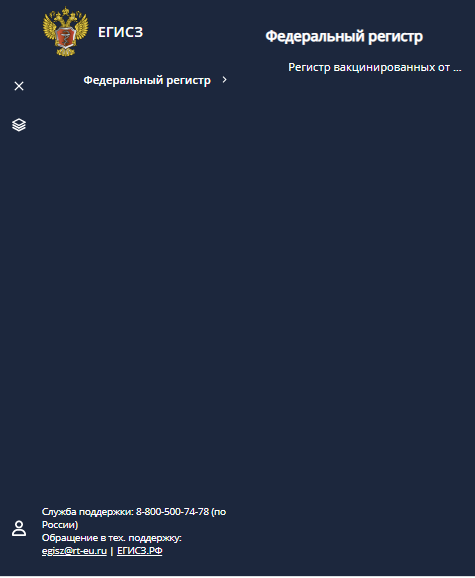 ЕГИСЗ
Федеральный регистр
Федеральный регистр
Регистр вакцинированных от ...
Служба поддержки: 8-800-500-74-78 (по
России)
Обращение в тех. поддержку:
egisz@rt-eu.ru | ЕГИСЗ.РФ